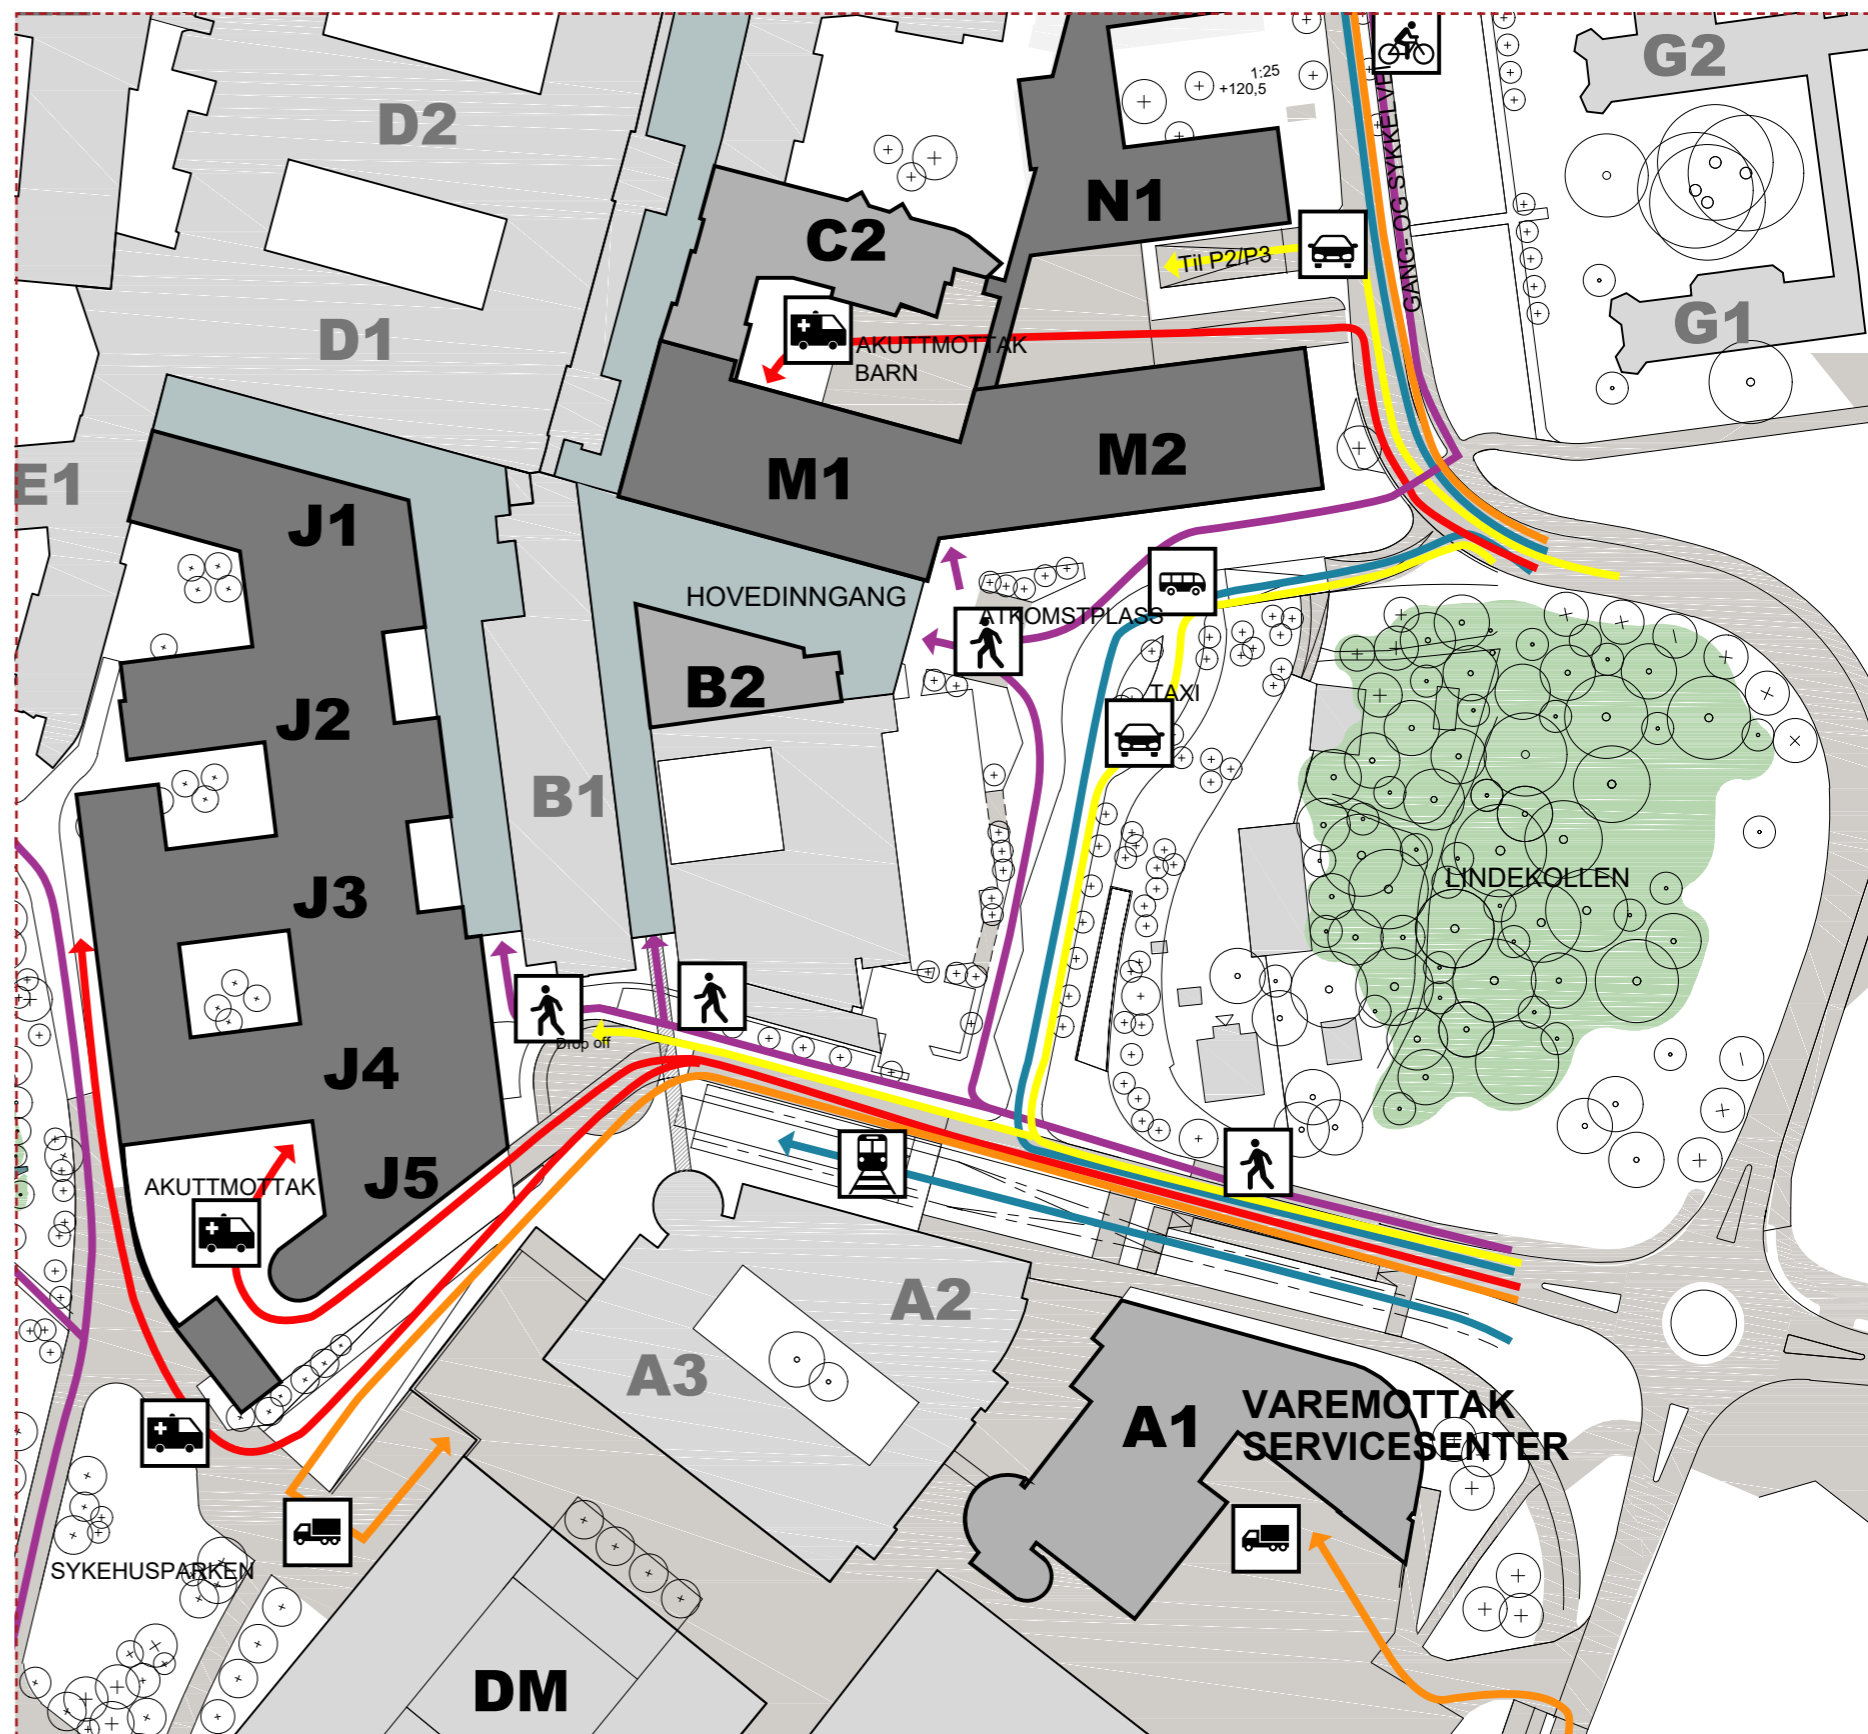 G2
1:25
+120,5
D2
GANG- OG SYKKELVEI
N1
C2
Til P2/P3
D1
G1
AKUTTMOTTAK
BARN
E1
M2
M1
J1
HOVEDINNGANG
ATKOMSTPLASS
B2
TAXI
J2
B1
LINDEKOLLEN
J3
Drop off
J4
J5
AKUTTMOTTAK
A2
A3
VAREMOTTAK
SERVICESENTER
A1
SYKEHUSPARKEN
DM